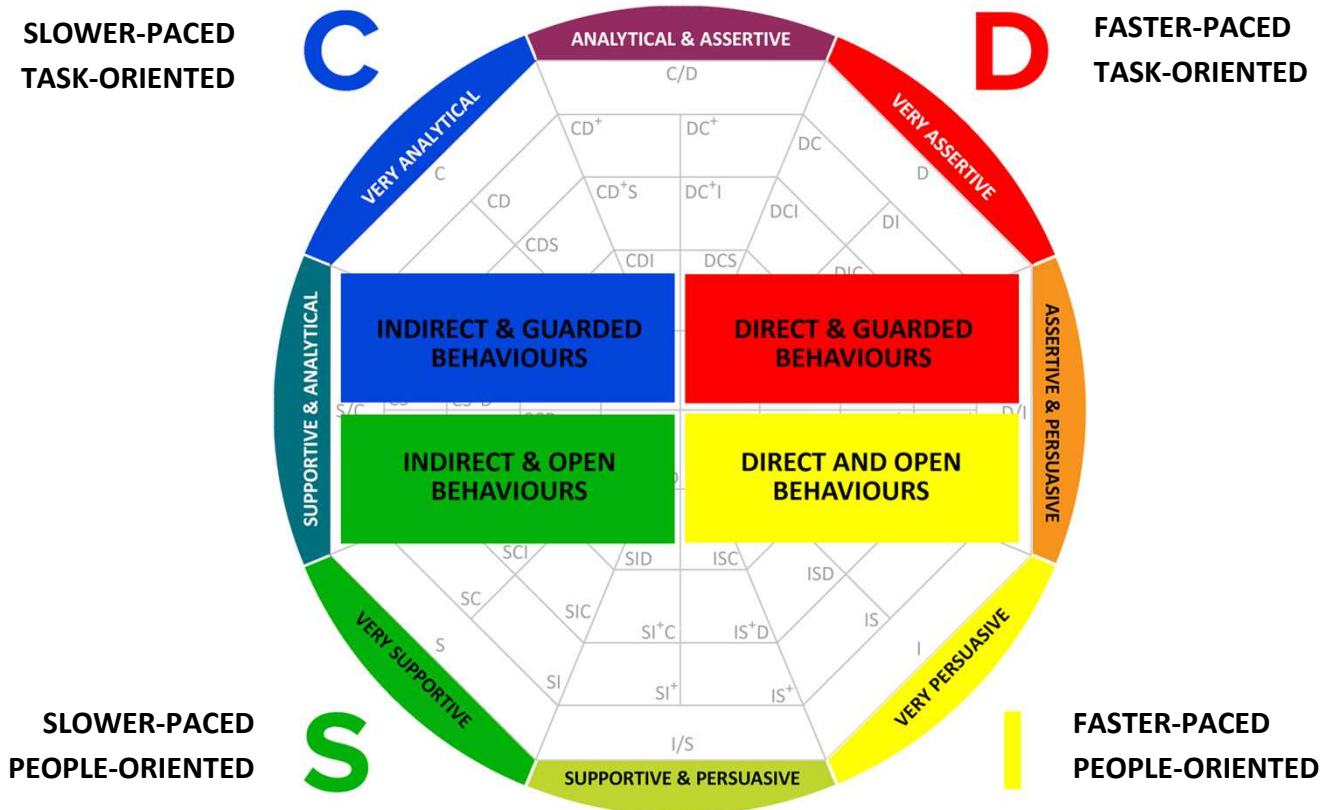 SLOWER-PACED
TASK-ORIENTED
C
ANALYTICAL & ASSERTIVE
D
FASTER-PACED
TASK-ORIENTED
VERY ANALYTICAL
VERY ASSERTIVE
C/D
CD+
DC+
DC
C
D
CD
CD+S
DC+I
DCI
DI
CDS
CDI
DCS
DIC
SUPPORTIVE & ANALYTICAL
INDIRECT & GUARDED
BEHAVIOURS
DIRECT & GUARDED
BEHAVIOURS
ASSERTIVE & PERSUASIVE
S/C
D/I
INDIRECT & OPEN
BEHAVIOURS
DIRECT AND OPEN
BEHAVIOURS
SCI
SID
ISC
ISD
SC
SIC
SI+C
IS+D
IS
S
I
SI
SI+
IS+
VERY SUPPORTIVE
VERY PERSUASIVE
I/S
SUPPORTIVE & PERSUASIVE
SLOWER-PACED
PEOPLE-ORIENTED
S
I
FASTER-PACED
PEOPLE-ORIENTED